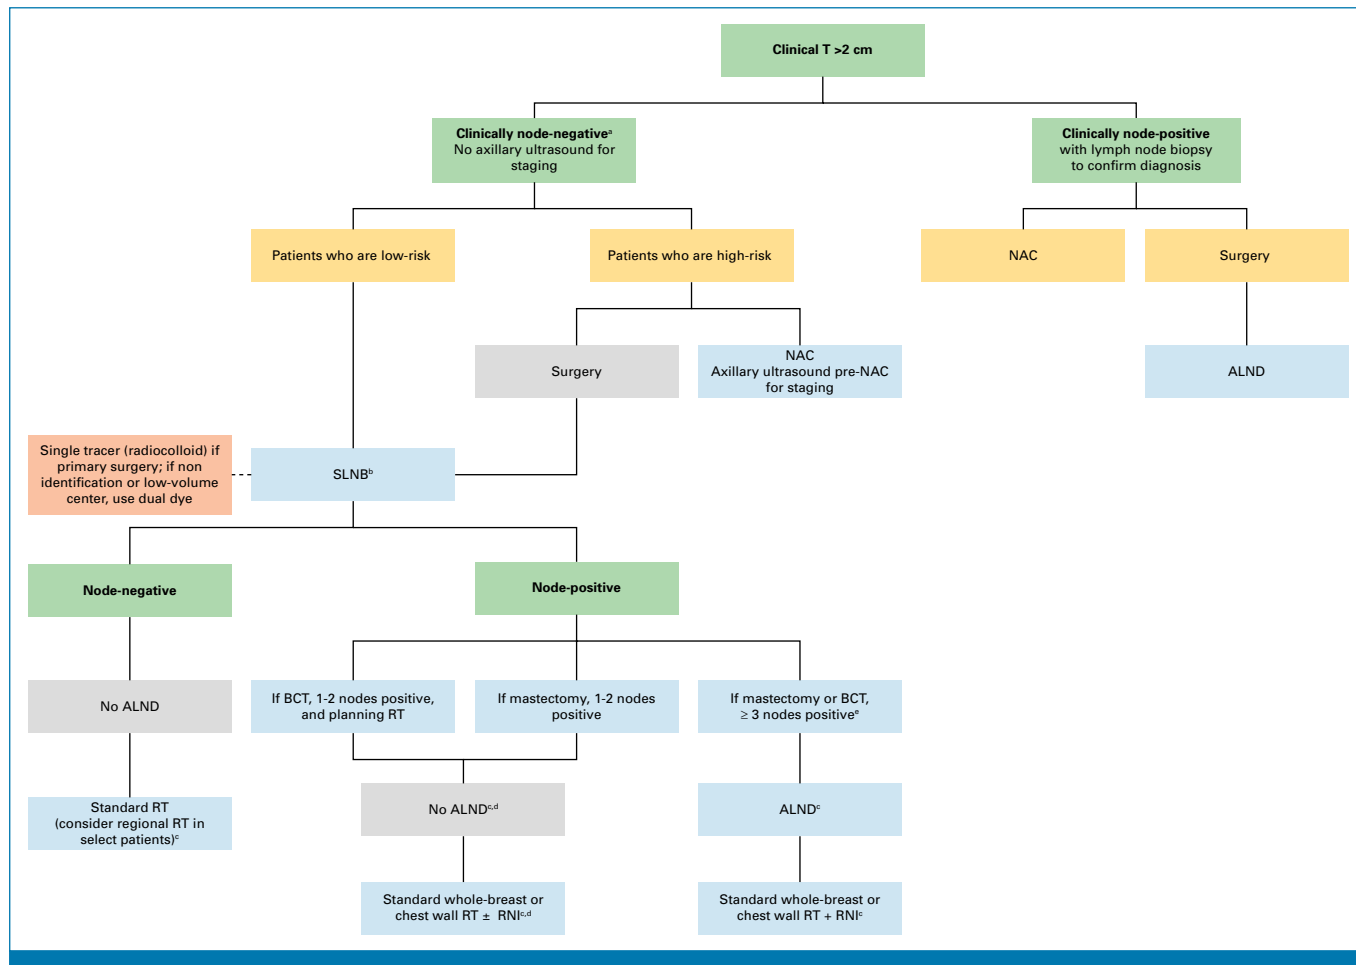 Clinical T >2 cm
Clinically node-negativeᵃ
No axillary ultrasound for
staging
Clinically node-positive
with lymph node biopsy
to confirm diagnosis
Patients who are low-risk
Patients who are high-risk
NAC
Surgery
Surgery
NAC
Axillary ultrasound pre-NAC
for staging
ALND
Single tracer (radiocolloid) if
primary surgery; if non
identification or low-volume
center, use dual dye
SLNBᵇ
Node-negative
Node-positive
No ALND
If BCT, 1-2 nodes positive,
and planning RT
If mastectomy, 1-2 nodes
positive
If mastectomy or BCT,
≥ 3 nodes positiveᵉ
Standard RT
(consider regional RT in
select patients)ᶜ
No ALNDᶜ,ᵈ
ALNDᶜ
Standard whole-breast or
chest wall RT ± RNIᶜ,ᵈ
Standard whole-breast or
chest wall RT + RNIᶜ